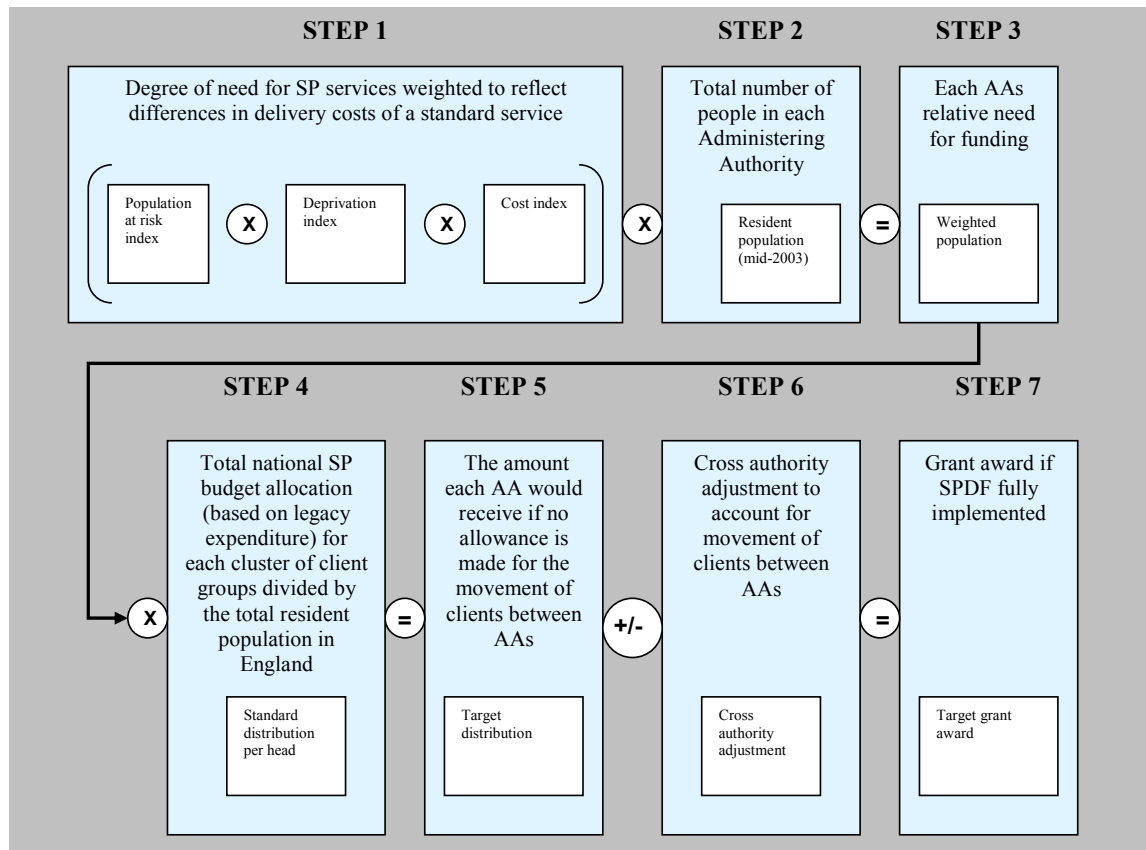 STEP 1
STEP 2
STEP 3
Degree of need for SP services weighted to reflect
differences in delivery costs of a standard service
Population
at risk
index
X
Deprivation
index
X
Cost index
X
Total number of
people in each
Administering
Authority
Resident
population
(mid-2003)
=
Each AAs
relative need
for funding
Weighted
population
STEP 4
STEP 5
STEP 6
STEP 7
X
Total national SP
budget allocation
(based on legacy
expenditure) for
each cluster of client
groups divided by
the total resident
population in
England
Standard
distribution
per head
=
The amount
each AA would
receive if no
allowance is
made for the
movement of
clients between
AAs
Target
distribution
+/-
Cross authority
adjustment to
account for
movement of
clients between
AAs
Cross
authority
adjustment
=
Grant award if
SPDF fully
implemented
Target grant
award